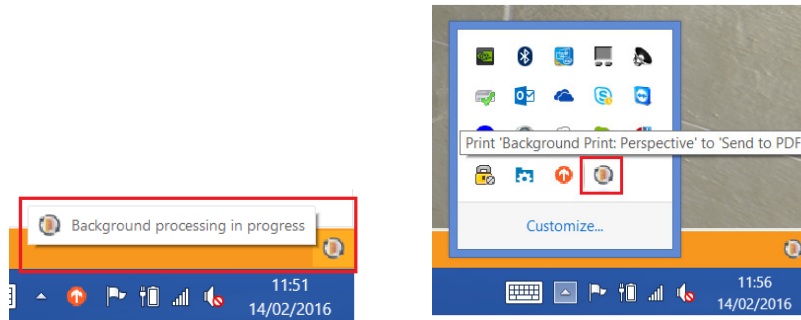 Background processing in progress
11:51
14/02/2016
Print 'Background Print: Perspective' to 'Send to PDF
Customize...
11:56
14/02/2016